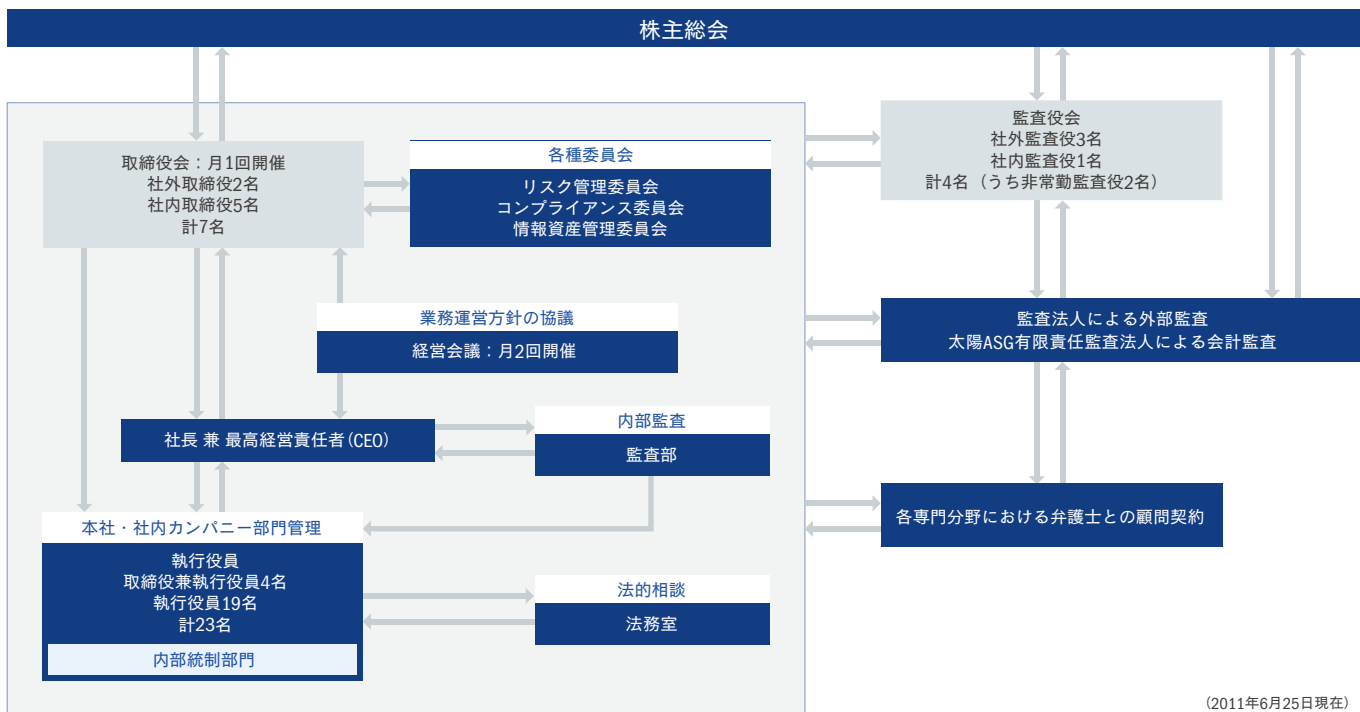 株主総会
取締役会：月1回開催
社外取締役2名
社内取締役5名
計7名
各種委員会
リスク管理委員会
コンプライアンス委員会
情報資産管理委員会
監査役会
社外監査役3名
社内監査役1名
計4名（うち非常勤監査役2名）
業務運営方針の協議
経営会議：月2回開催
監査法人による外部監査
太陽ASG有限責任監査法人による会計監査
社長 兼 最高経営責任者(CEO)
内部監査
監査部
各専門分野における弁護士との顧問契約
本社・社内カンパニー部門管理
執行役員
取締役兼執行役員4名
執行役員19名
計23名
内部統制部門
法的相談
法務室
(2011年6月25日現在)